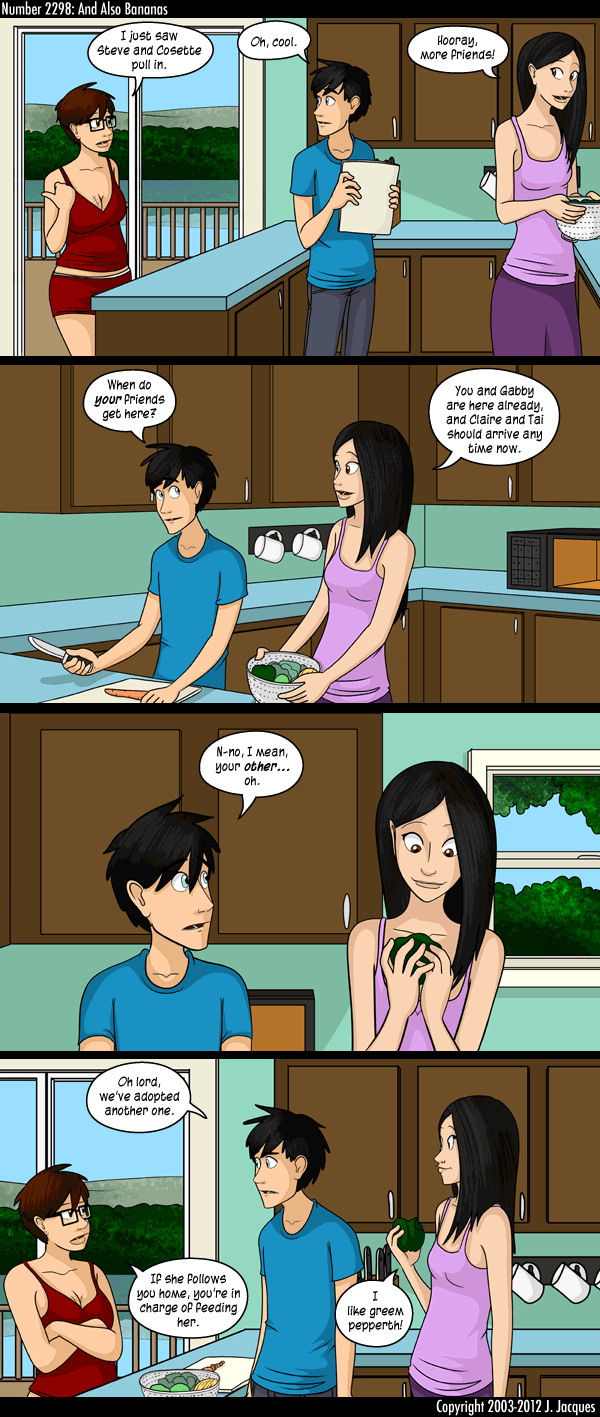 Number 2298: And Also Bananas
I just saw
Steve and Cosette
pull in.
Oh, cool.
Hooray,
more friends!
When do
your friends
get here?
You and Gabby
are here already,
and Claire and Tai
should arrive any
time now.
N-no, I mean,
your other...
oh.
Oh lord,
we've adopted
another one.
If she follows
you home, you're in
charge of feeding
her.
I
like greem
pepperth!
Copyright 2003-2012 J. Jacques